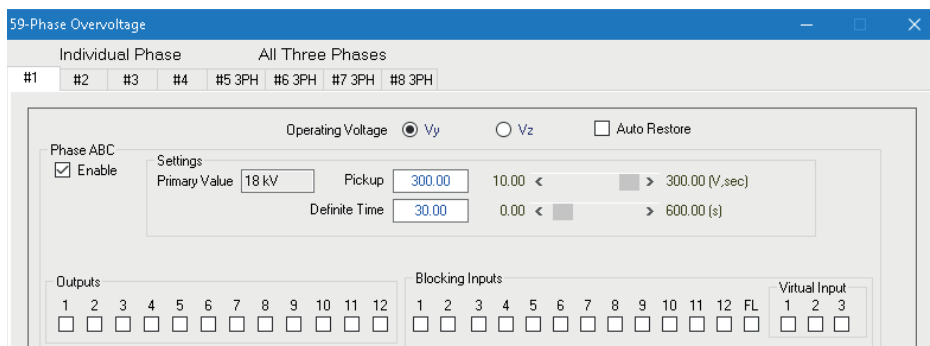 59-Phase Overvoltage
Individual Phase All Three Phases
#1 #2 #3 #4 #5 3PH #6 3PH #7 3PH #8 3PH
Operating Voltage Vy Vz Auto Restore
Phase ABC
Enable
Settings
Primary Value 18 kV Pickup 300.00 10.00 < > 300.00 (V,sec)
Definite Time 30.00 0.00 < > 600.00 (s)
Outputs
1 2 3 4 5 6 7 8 9 10 11 12
Blocking Inputs
1 2 3 4 5 6 7 8 9 10 11 12 FL
Virtual Input
1 2 3